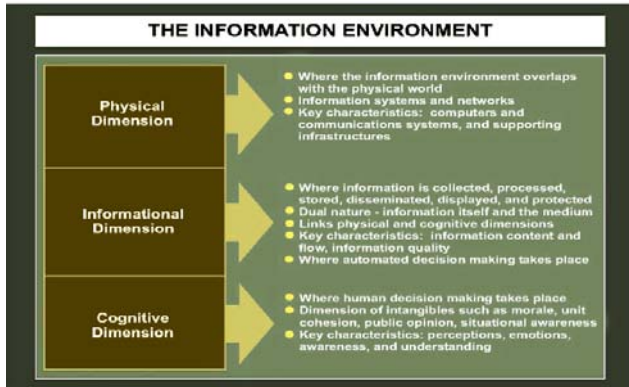 THE INFORMATION ENVIRONMENT
Physical
Dimension
● Where the information environment overlaps
with the physical world
● Information systems and networks
● Key characteristics: computers and
communications systems, and supporting
infrastructures
Informational
Dimension
● Where information is collected, processed,
stored, disseminated, displayed, and protected
● Dual nature - information itself and the medium
● Links physical and cognitive dimensions
● Key characteristics: information content and
flow, information quality
● Where automated decision making takes place
Cognitive
Dimension
● Where human decision making takes place
● Dimension of intangibles such as morale, unit
cohesion, public opinion, situational awareness
● Key characteristics: perceptions, emotions,
awareness, and understanding